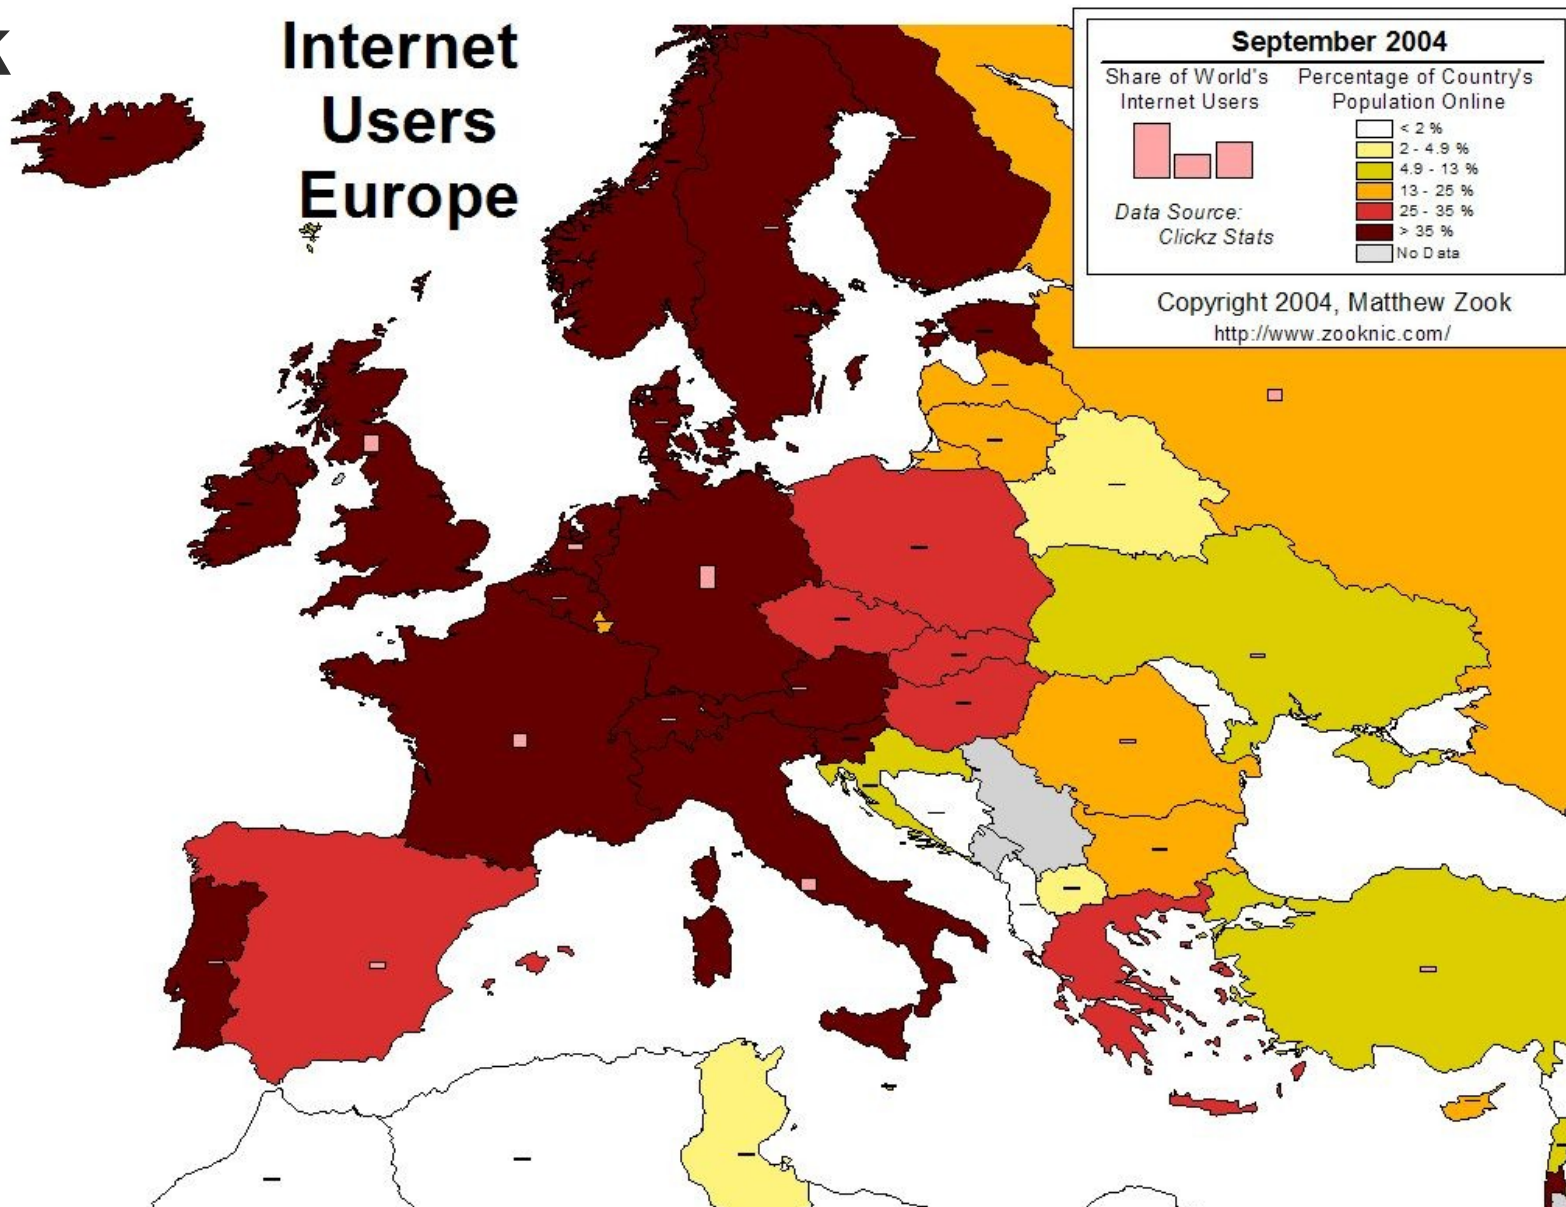 Internet
Users
Europe
September 2004
Share of World's
Internet Users
Percentage of Country's
Population Online
< 2 %
2 - 4.9 %
4.9 - 13 %
13 - 25 %
25 - 35 %
> 35 %
No Data
Data Source:
Clickz Stats
Copyright 2004, Matthew Zook
http://www.zooknic.com/